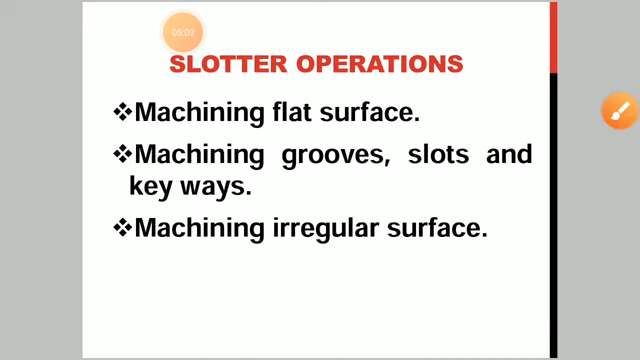 05:03
SLOTTER OPERATIONS
❖Machining flat surface.
❖Machining grooves, slots and
key ways.
❖Machining irregular surface.